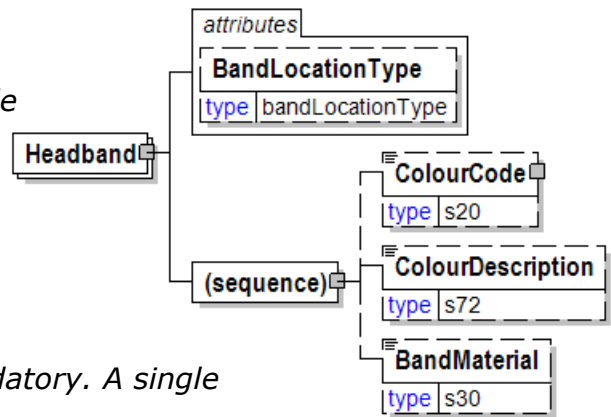 attributes
BandLocationType
type bandLocationType
Headband
ColourCode
type s20
(sequence)
ColourDescription
type s72
BandMaterial
type s30
datory. A single